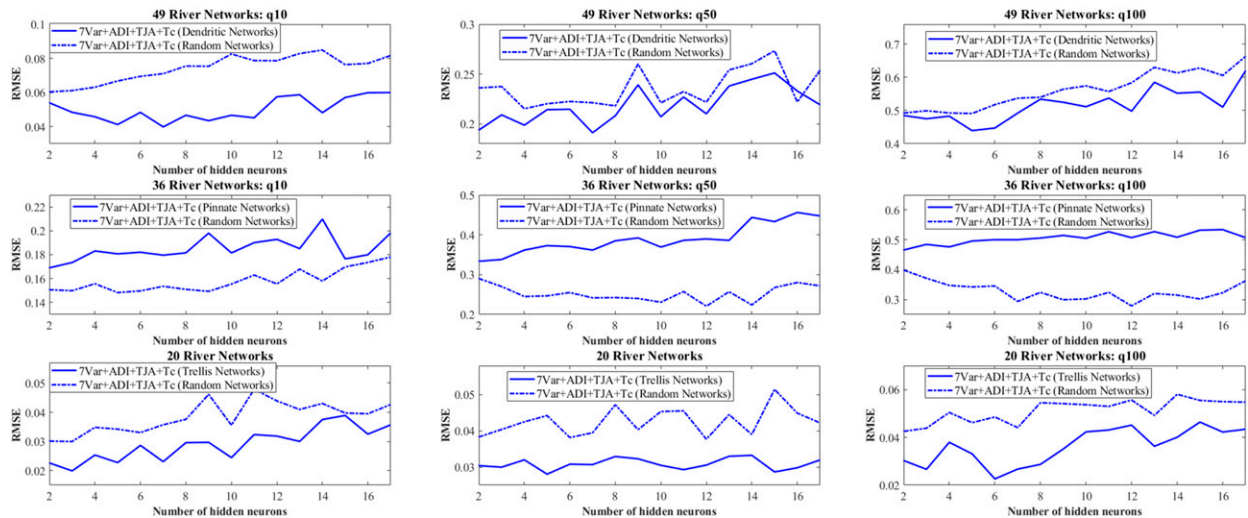 49 River Networks: q10
7Var+ADI+TJA+Tc (Dendritic Networks)
7Var+ADI+TJA+Tc (Random Networks)
RMSE
0.1
0.08
0.06
0.04
2 4 6 8 10 12 14 16
Number of hidden neurons
49 River Networks: q50
7Var+ADI+TJA+Tc (Dendritic Networks)
7Var+ADI+TJA+Tc (Random Networks)
RMSE
0.3
0.25
0.2
2 4 6 8 10 12 14 16
Number of hidden neurons
49 River Networks: q100
7Var+ADI+TJA+Tc (Dendritic Networks)
7Var+ADI+TJA+Tc (Random Networks)
RMSE
0.7
0.6
0.5
0.4
2 4 6 8 10 12 14 16
Number of hidden neurons
36 River Networks: q10
7Var+ADI+TJA+Tc (Pinnate Networks)
7Var+ADI+TJA+Tc (Random Networks)
RMSE
0.22
0.2
0.18
0.16
0.14
2 4 6 8 10 12 14 16
Number of hidden neurons
36 River Networks: q50
7Var+ADI+TJA+Tc (Pinnate Networks)
7Var+ADI+TJA+Tc (Random Networks)
RMSE
0.5
0.4
0.3
0.2
2 4 6 8 10 12 14 16
Number of hidden neurons
36 River Networks: q100
7Var+ADI+TJA+Tc (Pinnate Networks)
7Var+ADI+TJA+Tc (Random Networks)
RMSE
0.6
0.5
0.4
0.3
2 4 6 8 10 12 14 16
Number of hidden neurons
20 River Networks
7Var+ADI+TJA+Tc (Trellis Networks)
7Var+ADI+TJA+Tc (Random Networks)
RMSE
0.05
0.04
0.03
0.02
2 4 6 8 10 12 14 16
Number of hidden neurons
20 River Networks
7Var+ADI+TJA+Tc (Trellis Networks)
7Var+ADI+TJA+Tc (Random Networks)
RMSE
0.05
0.04
0.03
2 4 6 8 10 12 14 16
Number of hidden neurons
20 River Networks: q100
7Var+ADI+TJA+Tc (Trellis Networks)
7Var+ADI+TJA+Tc (Random Networks)
RMSE
0.06
0.04
0.02
2 4 6 8 10 12 14 16
Number of hidden neurons